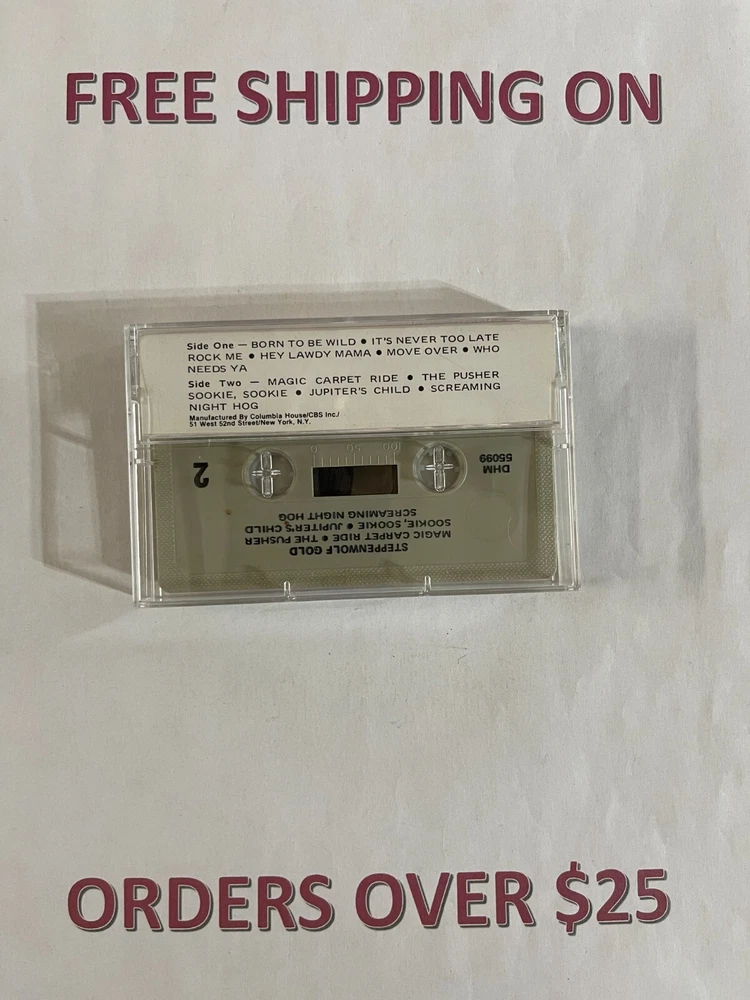 FREE SHIPPING ON
Side One — BORN TO BE WILD ● IT'S NEVER TOO LATE
ROCK ME ● HEY LAWDY MAMA ● MOVE OVER ● WHO
NEEDS YA
Side Two — MAGIC CARPET RIDE ● THE PUSHER
SOOKIE, SOOKIE ● JUPITER'S CHILD ● SCREAMING
NIGHT HOG
Manufactured By Columbia House/CBS Inc./
51 West 52nd Street/New York, N.Y.
STEPPENWOLF GOLD
MAGIC CARPET RIDE ● THE PUSHER
SOOKIE, SOOKIE ● JUPITER'S CHILD
SCREAMING NIGHT HOG
DHM
55099
0 50 100
2
ORDERS OVER $25